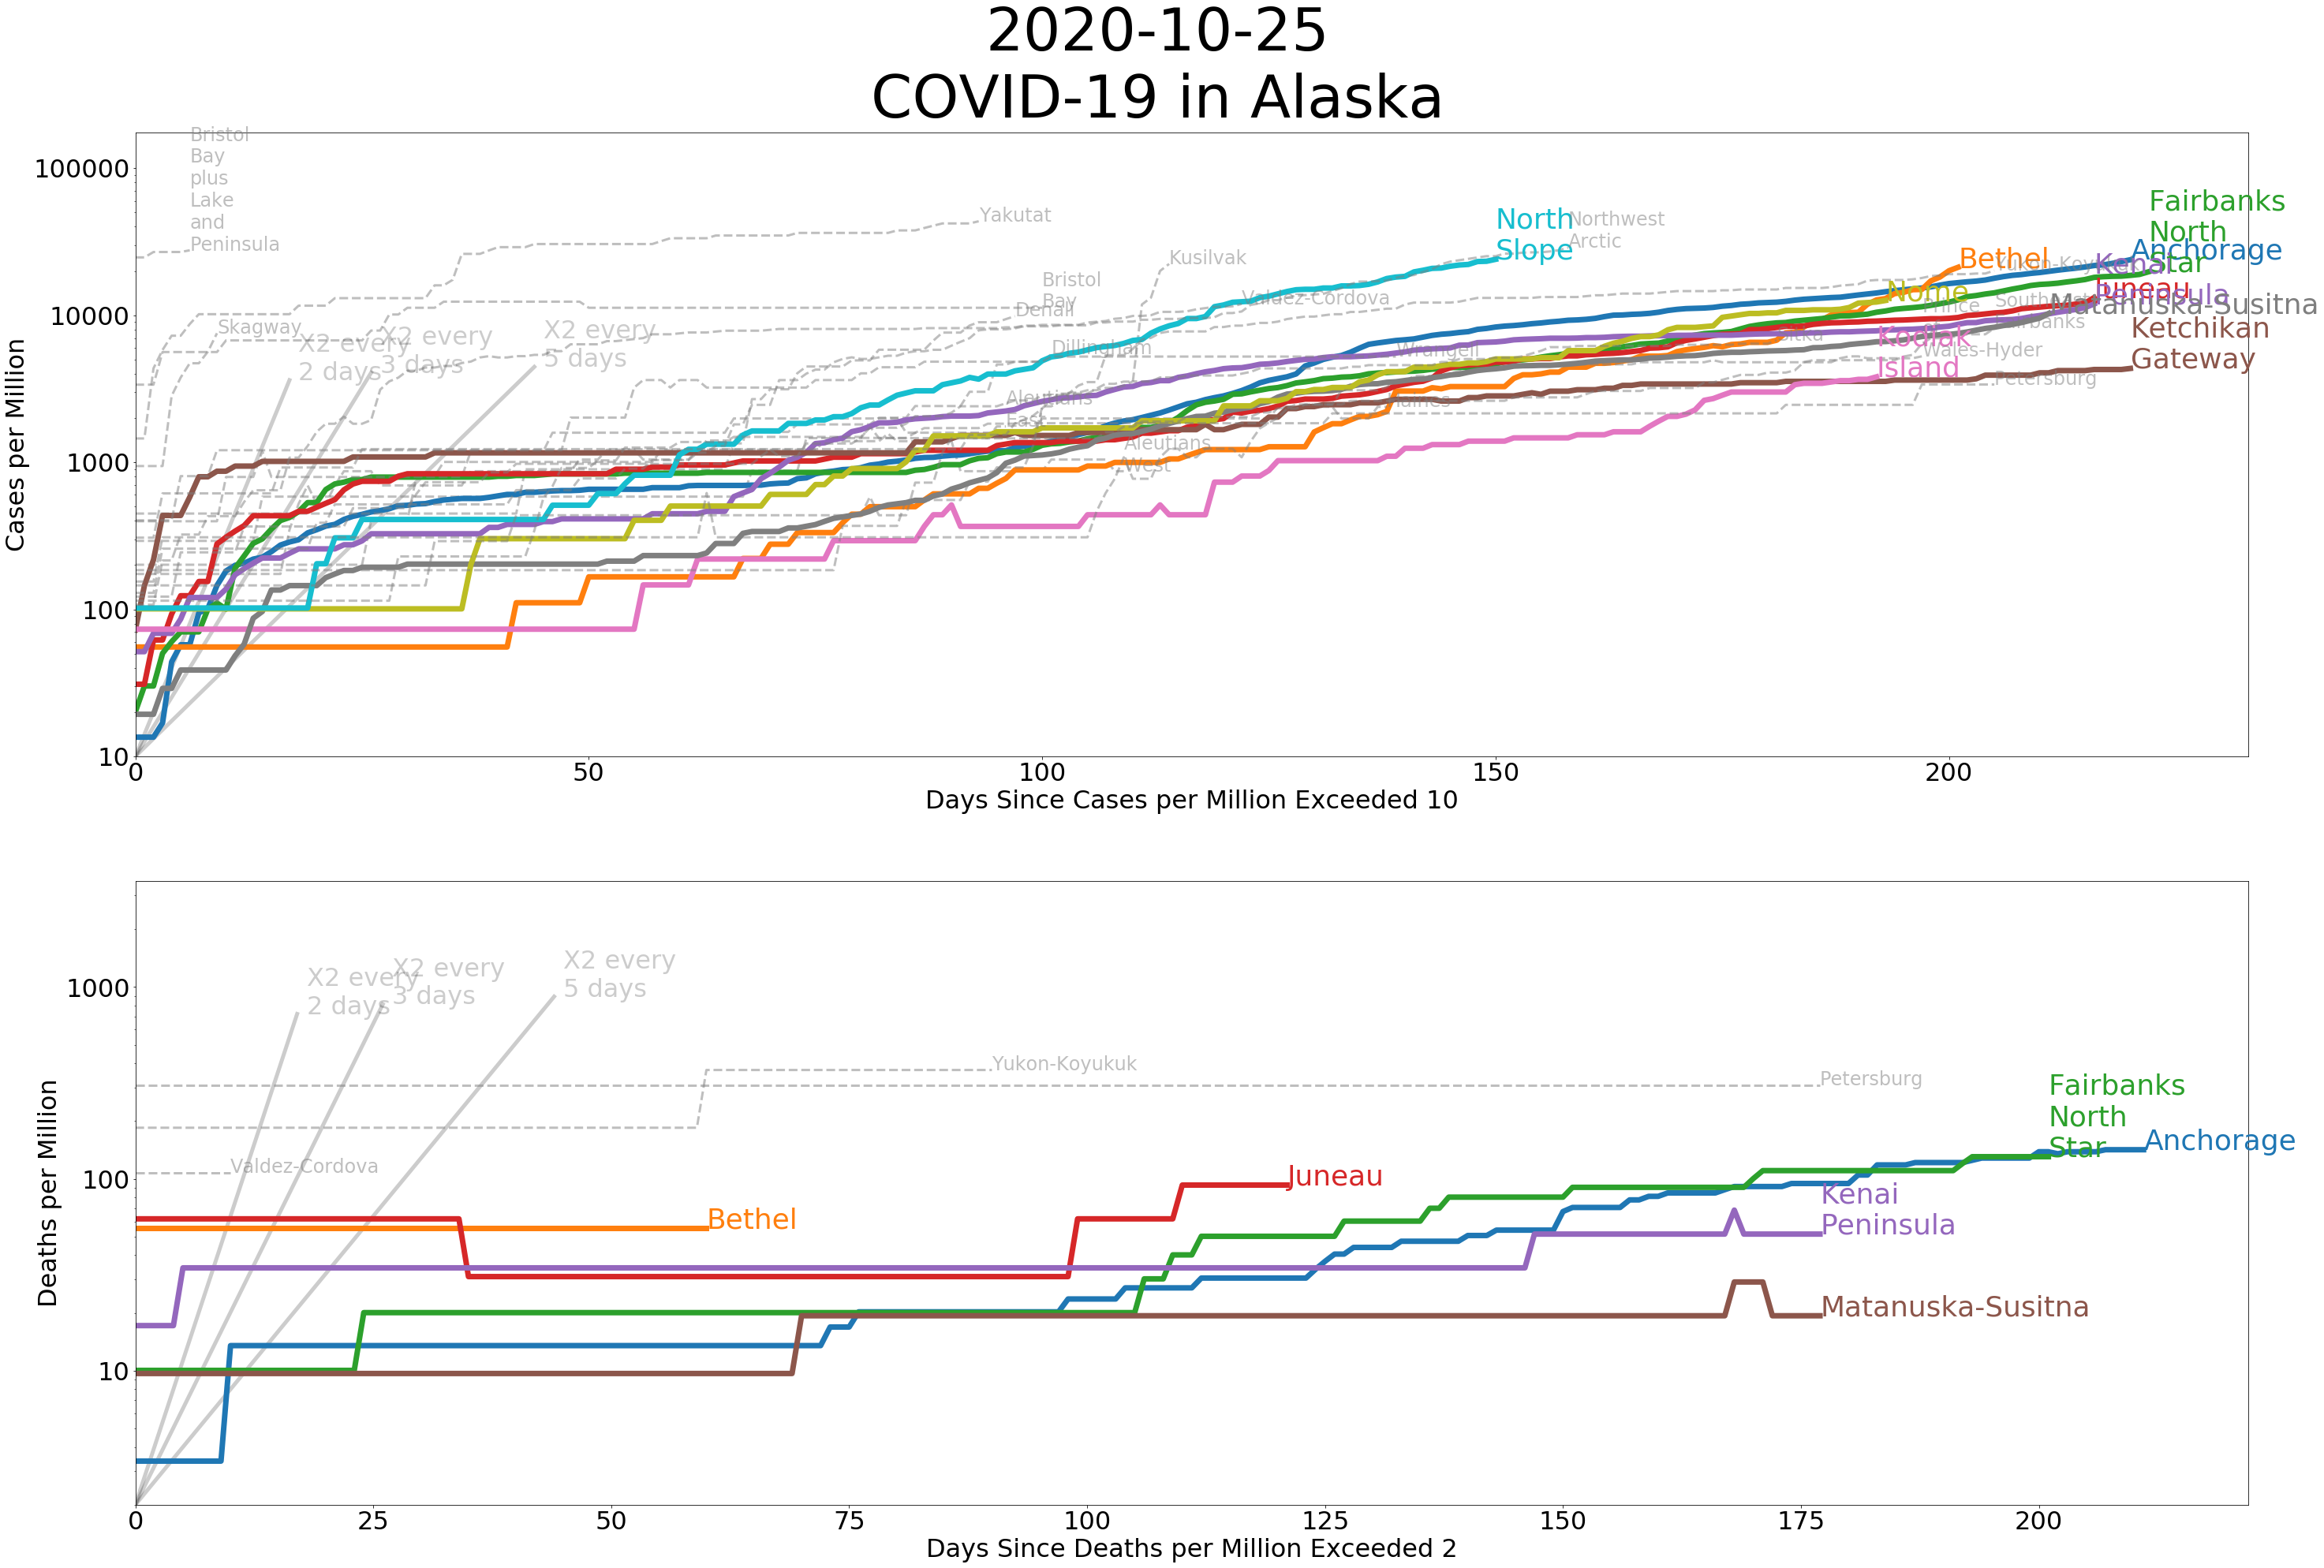 2020-10-25
COVID-19 in Alaska
Cases per Million
100000
10000
1000
100
10
0
50
100
150
200
Days Since Cases per Million Exceeded 10
Bristol
Bay
plus
Lake
and
Peninsula
Skagway
X2 every
2 days
X2 every
3 days
X2 every
5 days
Yakutat
Kusilvak
Bristol
Bay
Denali
Valdez-Cordova
Dillingham
Aleutians
East
Aleutians
West
Wrangell
Haines
North
Slope
Northwest
Arctic
Sitka
Nome
Kodiak
Island
Bethel
Yukon-Koyukuk
Prince
Wales-Hyder
Petersburg
Fairbanks
North
Star
Anchorage
Kenai
Peninsula
Juneau
Matanuska-Susitna
Ketchikan
Gateway
Deaths per Million
1000
100
10
0
25
50
75
100
125
150
175
200
Days Since Deaths per Million Exceeded 2
X2 every
2 days
X2 every
3 days
X2 every
5 days
Yukon-Koyukuk
Petersburg
Valdez-Cordova
Bethel
Juneau
Fairbanks
North
Star
Anchorage
Kenai
Peninsula
Matanuska-Susitna